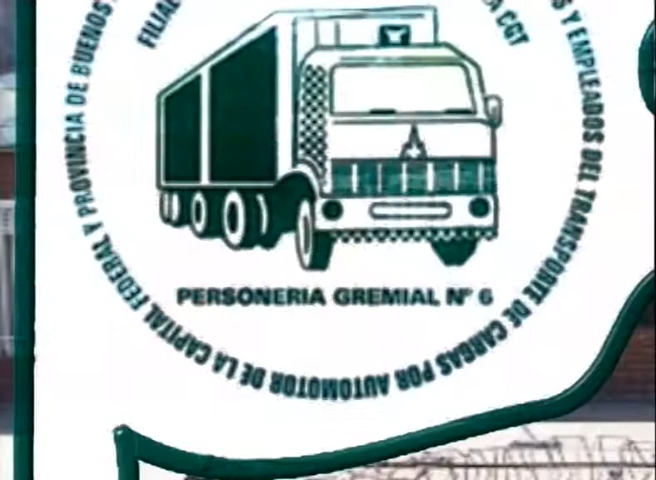 FILIAL
A CGT
Y EMPLEADOS DEL TRANSPORTE DE CARGAS POR AUTOMOTOR DE LA CAPITAL FEDERAL Y PROVINCIA DE BUENOS
PERSONERIA GREMIAL Nº 6